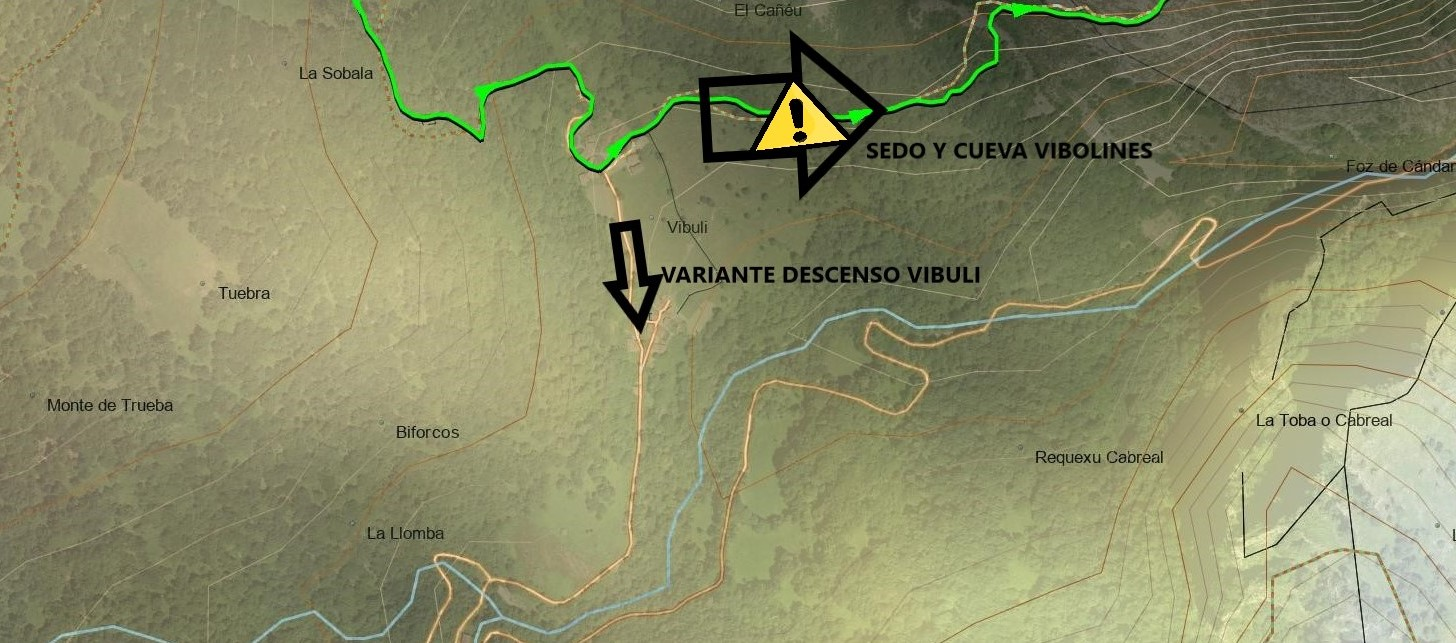 El Cañéu
La Sobala
SEDO Y CUEVA VIBOLINES
Foz de Cándar
Vibuli
VARIANTE DESCENSO VIBULI
Tuebra
Monte de Trueba
La Toba o Cabreal
Biforcos
Requexu Cabreal
La Llomba